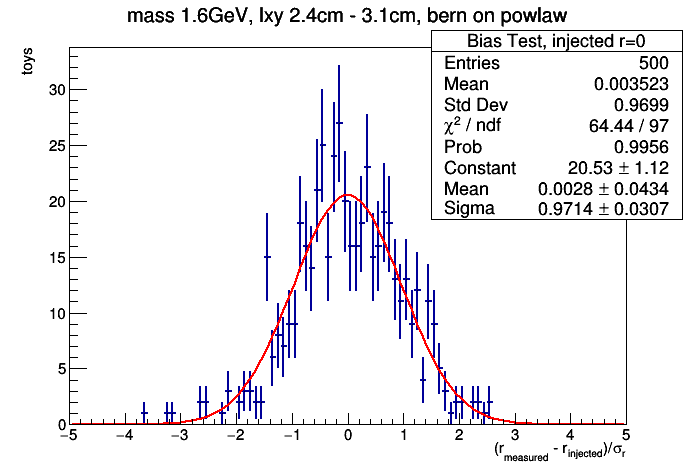 mass 1.6GeV, lxy 2.4cm - 3.1cm, bern on powlaw
toys
Bias Test, injected r=0
Entries 500
Mean 0.003523
Std Dev 0.9699
χ² / ndf 64.44 / 97
Prob 0.9956
Constant 20.53 ± 1.12
Mean 0.0028 ± 0.0434
Sigma 0.9714 ± 0.0307
30
25
20
15
10
5
0
−5 −4 −3 −2 −1 0 1 2 3 4 5
(r_measured - r_injected)/σ_r